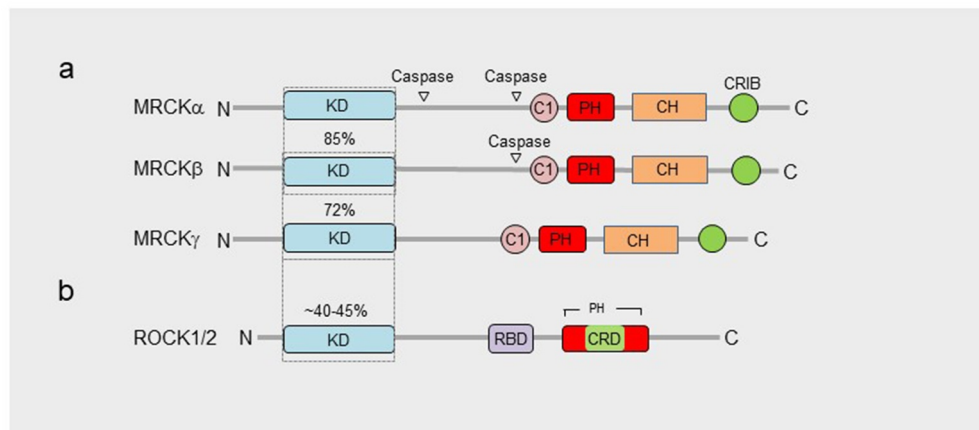 a
Caspase Caspase CRIB
MRCKα N KD C1 PH CH C
85% Caspase
MRCKβ N KD C1 PH CH C
72%
MRCKγ N KD C1 PH CH C
b
~40-45% PH
ROCK1/2 N KD RBD CRD C